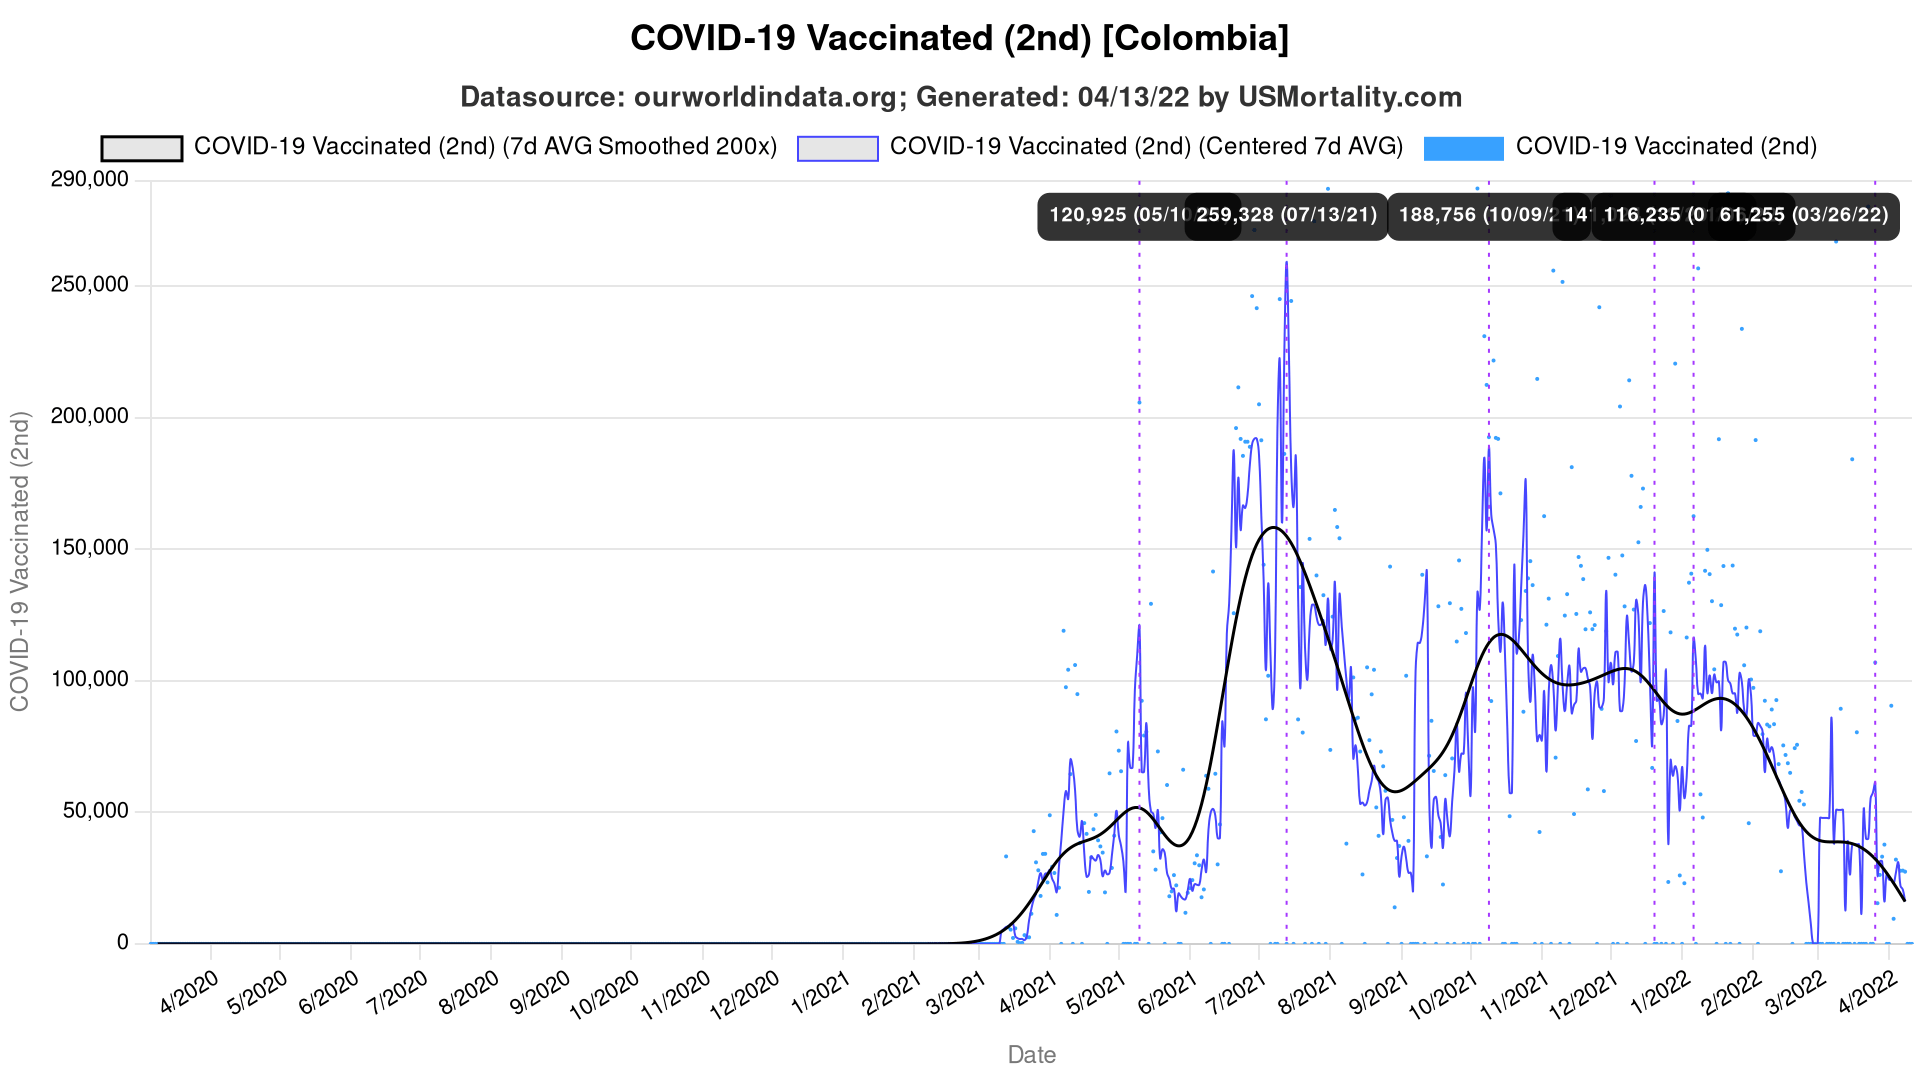 COVID-19 Vaccinated (2nd) [Colombia]
Datasource: ourworldindata.org; Generated: 04/13/22 by USMortality.com
COVID-19 Vaccinated (2nd) (7d AVG Smoothed 200x) COVID-19 Vaccinated (2nd) (Centered 7d AVG) COVID-19 Vaccinated (2nd)
290,000
120,925 (05/10 259,328 (07/13/21) 188,756 (10/09/2 14 116,235 (0 61,255 (03/26/22)
250,000
200,000
150,000
100,000
50,000
0
COVID-19 Vaccinated (2nd)
4/2020 5/2020 6/2020 7/2020 8/2020 9/2020 10/2020 11/2020 12/2020 1/2021 2/2021 3/2021 4/2021 5/2021 6/2021 7/2021 8/2021 9/2021 10/2021 11/2021 12/2021 1/2022 2/2022 3/2022 4/2022
Date